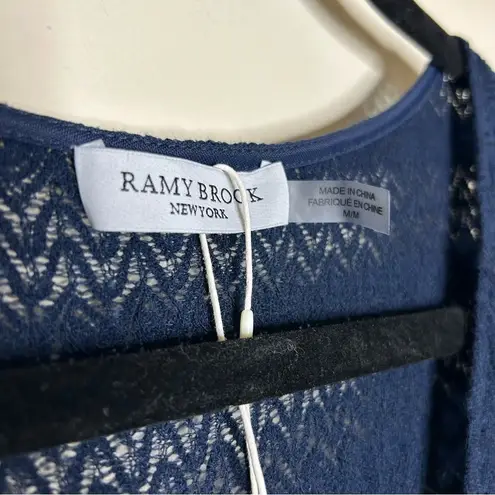 RAMY BROOK
NEW YORK
MADE IN CHINA
FABRIQUE EN CHINE
M/M